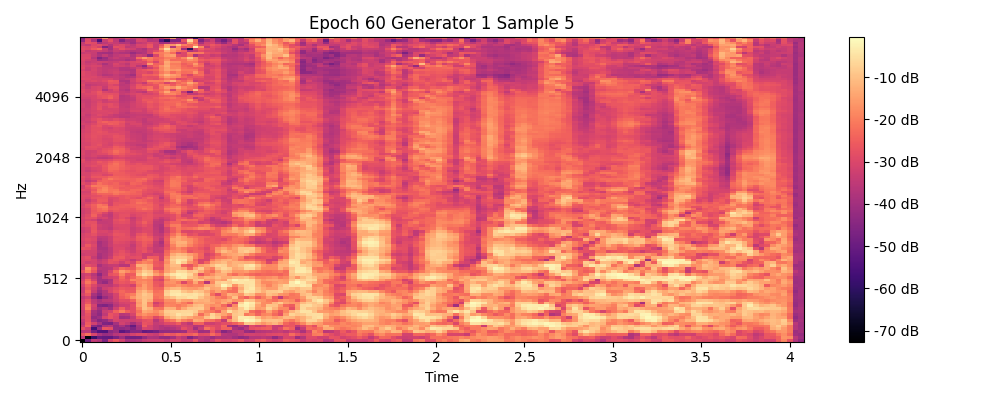 Epoch 60 Generator 1 Sample 5
Hz
4096
2048
1024
512
0
0
0.5
1
1.5
2
2.5
3
3.5
4
Time
-10 dB
-20 dB
-30 dB
-40 dB
-50 dB
-60 dB
-70 dB